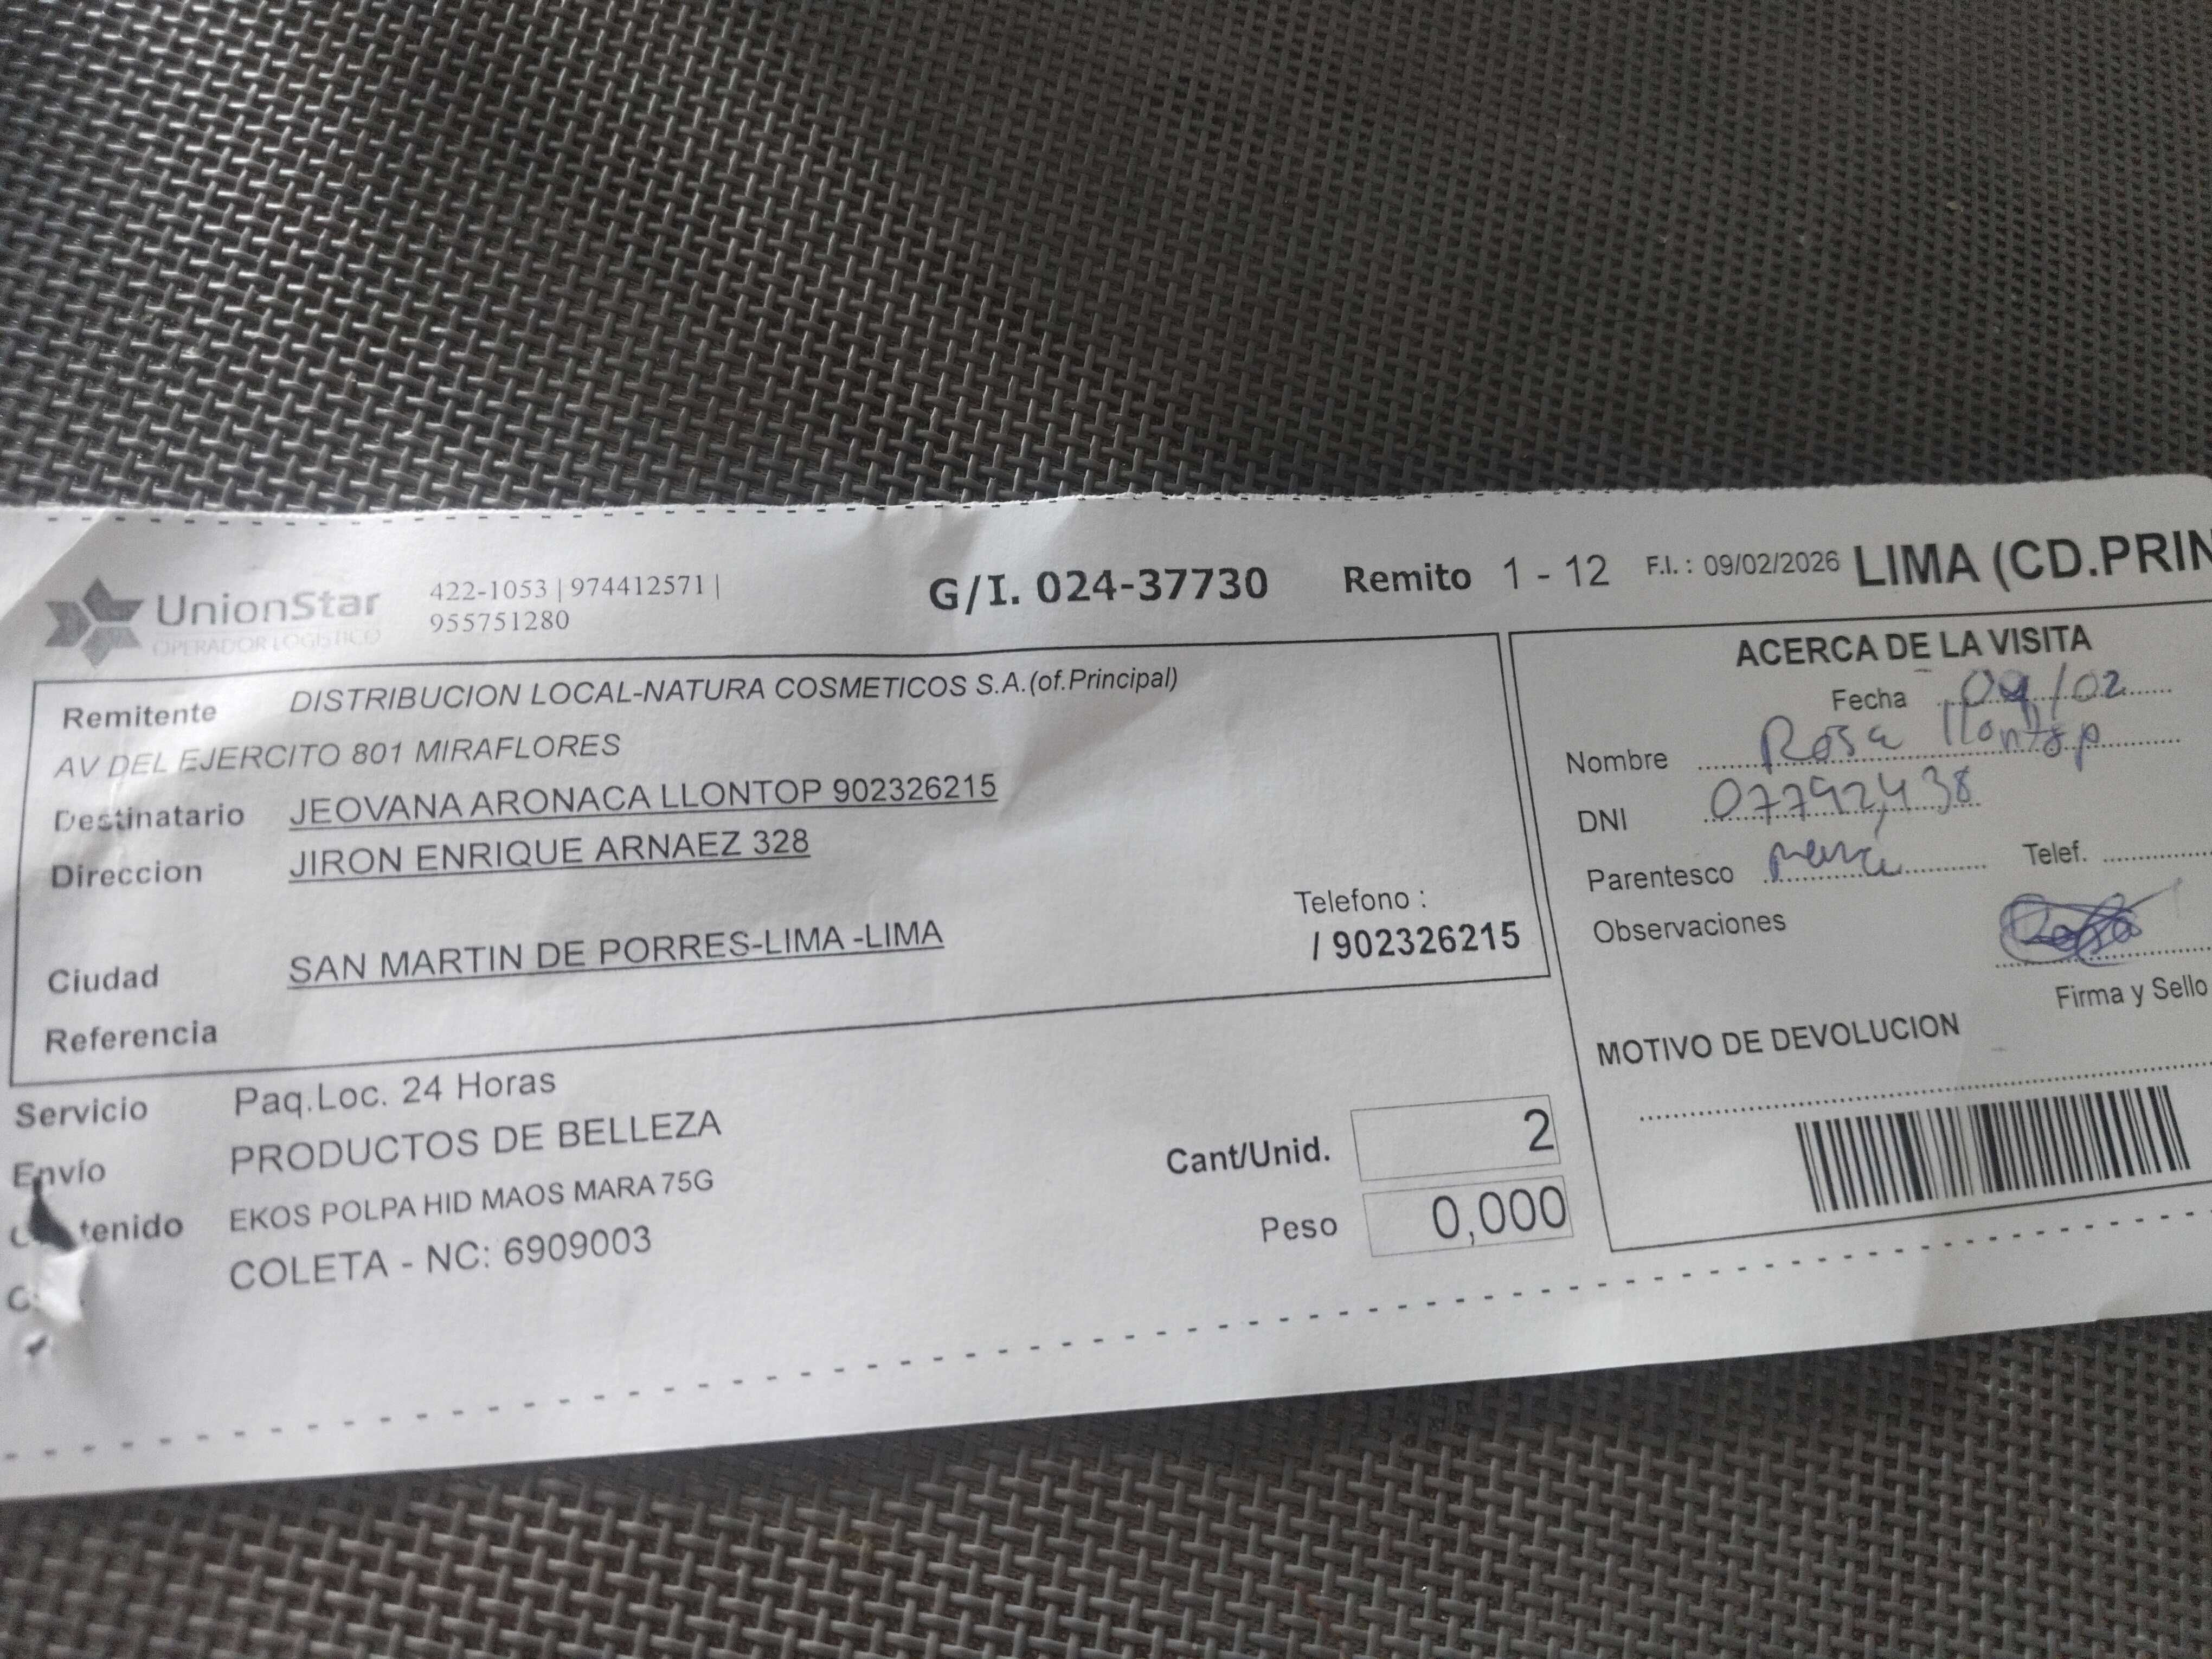 UnionStar
OPERADOR LOGÍSTICO
422-1053 | 974412571 |
955751280
G/I. 024-37730 Remito 1 - 12 F.I. : 09/02/2026 LIMA (CD.PRIN
Remitente DISTRIBUCION LOCAL-NATURA COSMETICOS S.A.(of.Principal)
AV DEL EJERCITO 801 MIRAFLORES
Destinatario JEOVANA ARONACA LLONTOP 902326215
Direccion JIRON ENRIQUE ARNAEZ 328
Telefono :
Ciudad SAN MARTIN DE PORRES-LIMA -LIMA / 902326215
Referencia
Servicio Paq.Loc. 24 Horas
Envío PRODUCTOS DE BELLEZA
tenido EKOS POLPA HID MAOS MARA 75G
COLETA - NC: 6909003
Cant/Unid. 2
Peso 0,000
ACERCA DE LA VISITA
Fecha 09/02
Nombre Rosa Llontop
DNI 07792438
Parentesco Telef.
Observaciones
Firma y Sello
MOTIVO DE DEVOLUCION